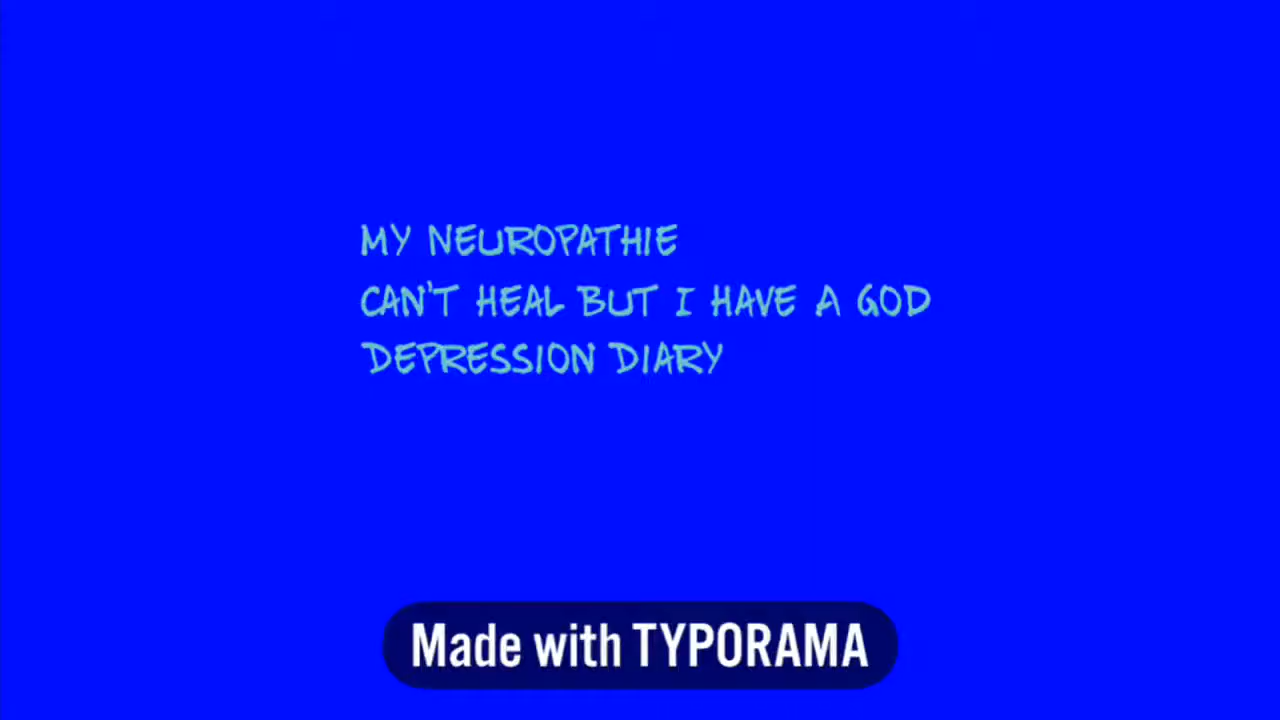 MY NEUROPATHIE
CAN'T HEAL BUT I HAVE A GOD
DEPRESSION DIARY
Made with TYPORAMA